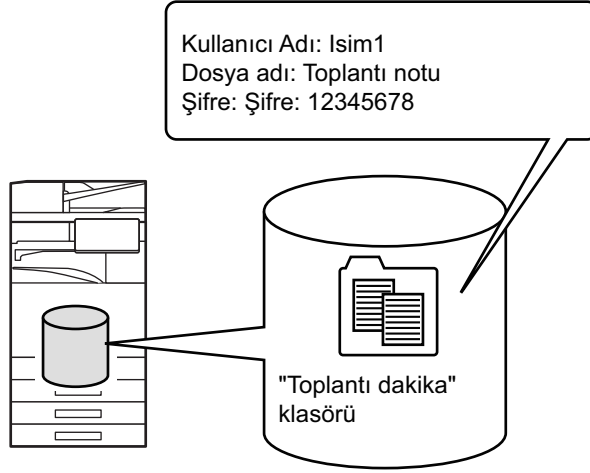 Kullanıcı Adı: Isim1
Dosya adı: Toplantı notu
Şifre: Şifre: 12345678
"Toplantı dakika"
klasörü